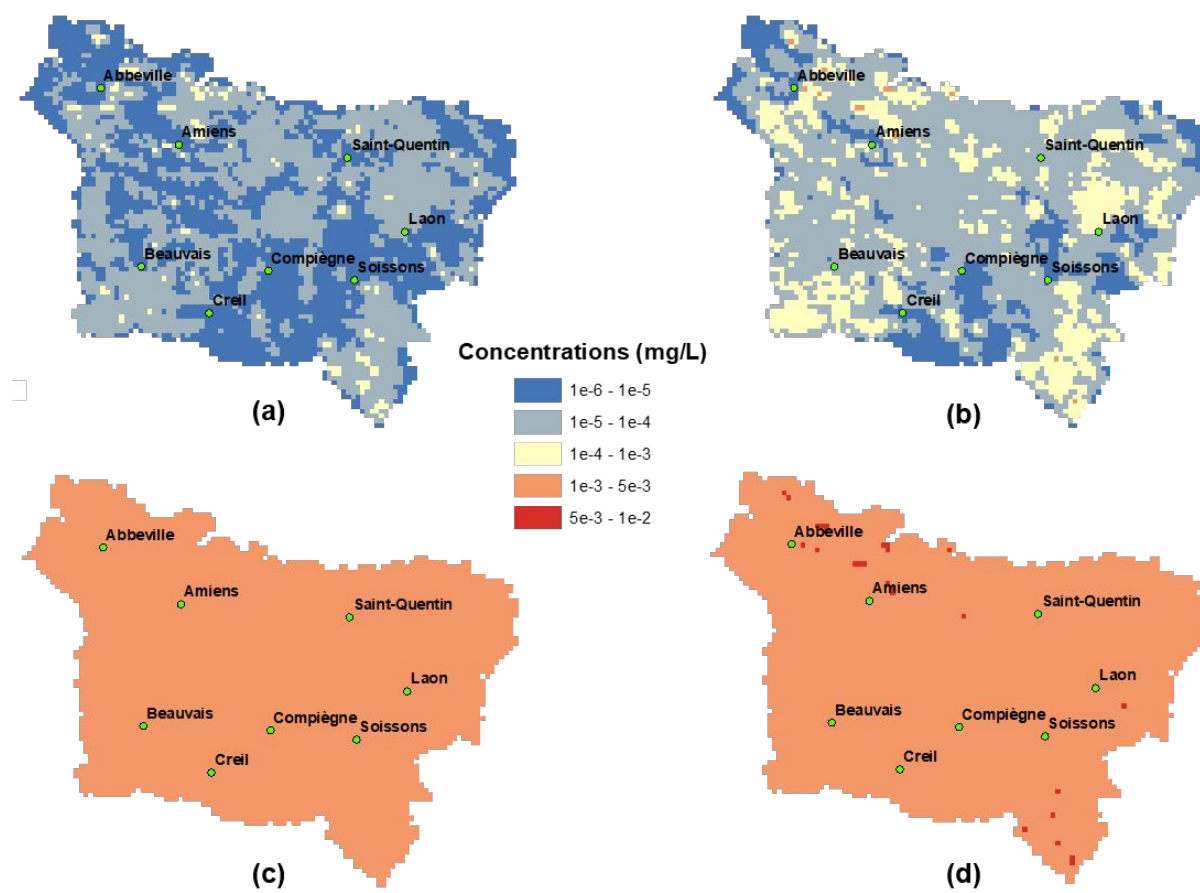 Abbeville
Amiens
Saint-Quentin
Laon
Beauvais
Compiègne
Soissons
Creil
(a)
Abbeville
Amiens
Saint-Quentin
Laon
Beauvais
Compiègne
Soissons
Creil
(b)
Concentrations (mg/L)
1e-6 - 1e-5
1e-5 - 1e-4
1e-4 - 1e-3
1e-3 - 5e-3
5e-3 - 1e-2
Abbeville
Amiens
Saint-Quentin
Laon
Beauvais
Compiègne
Soissons
Creil
(c)
Abbeville
Amiens
Saint-Quentin
Laon
Beauvais
Compiègne
Soissons
Creil
(d)